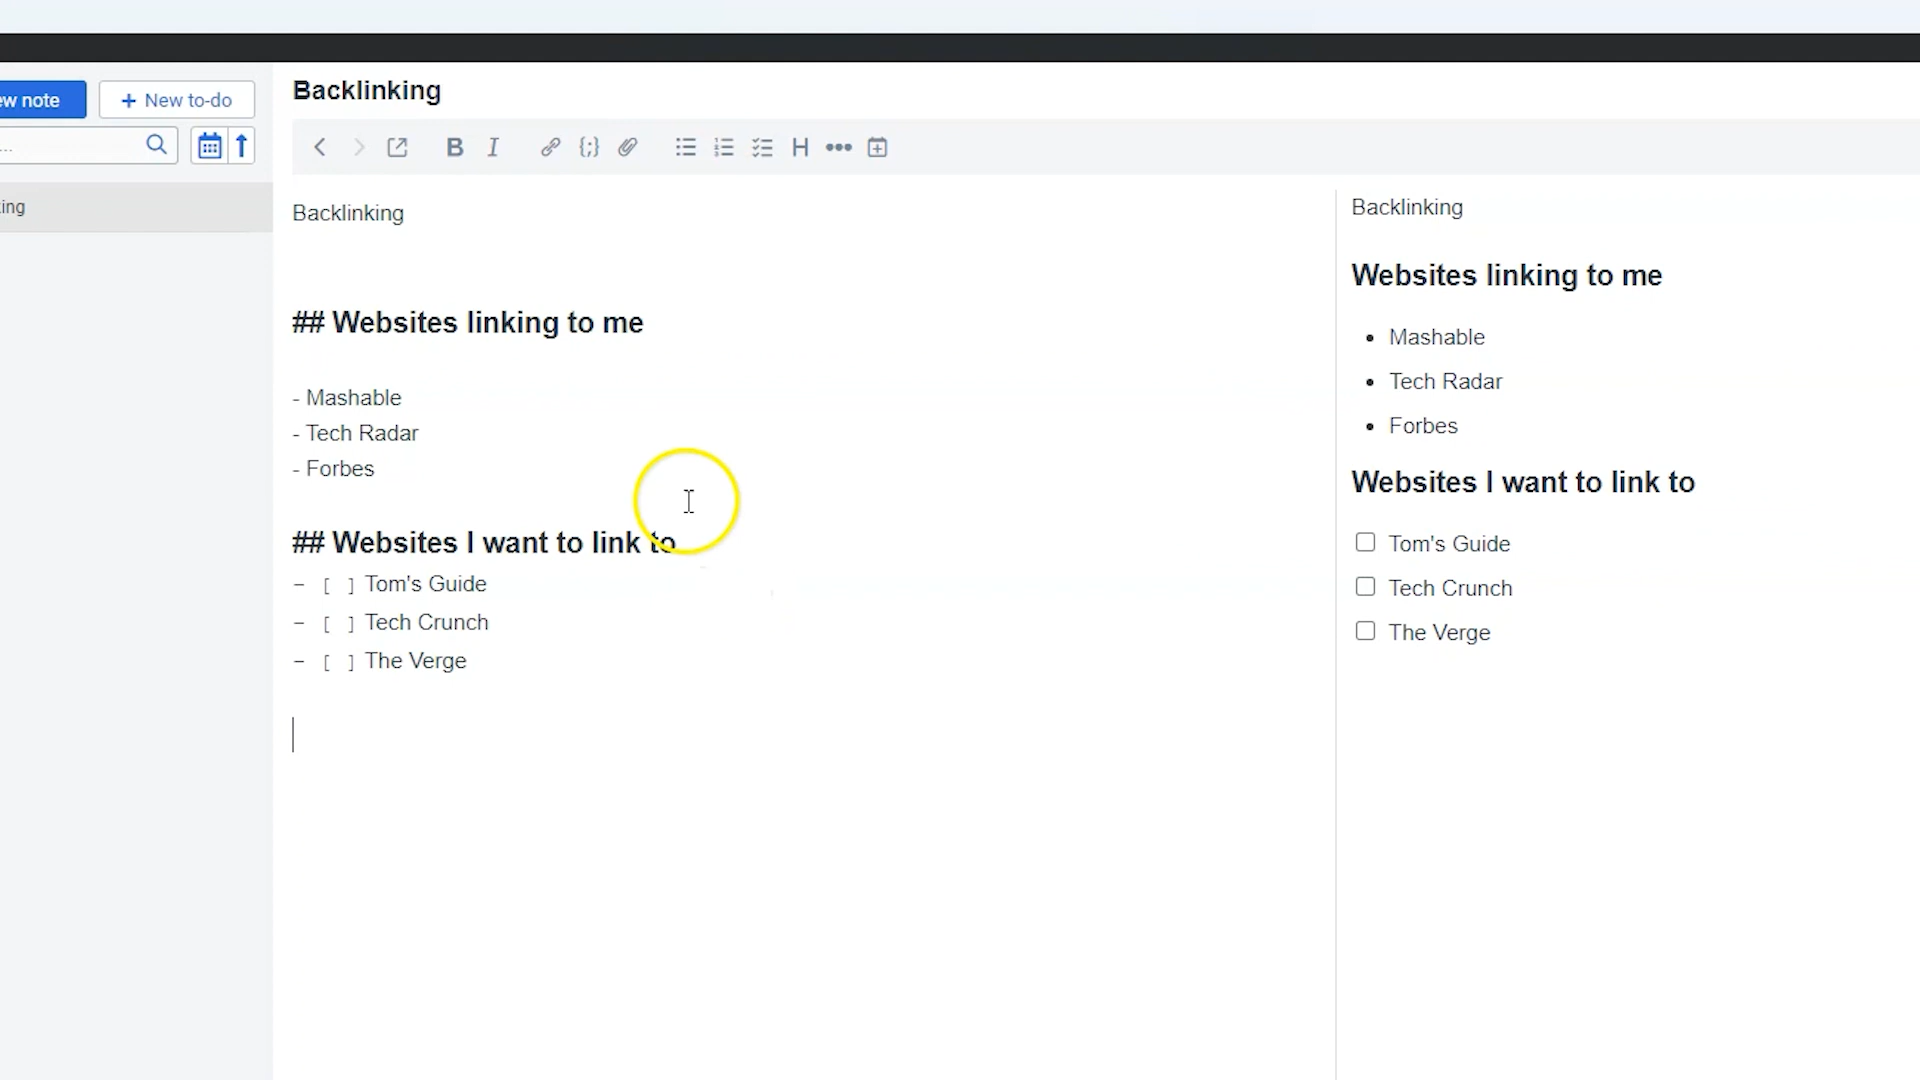 ew note
+ New to-do
...
ing
Backlinking
B I {;} H •••
Backlinking
## Websites linking to me
- Mashable
- Tech Radar
- Forbes
## Websites I want to link to
- [ ] Tom's Guide
- [ ] Tech Crunch
- [ ] The Verge
Backlinking
Websites linking to me
• Mashable
• Tech Radar
• Forbes
Websites I want to link to
Tom's Guide
Tech Crunch
The Verge